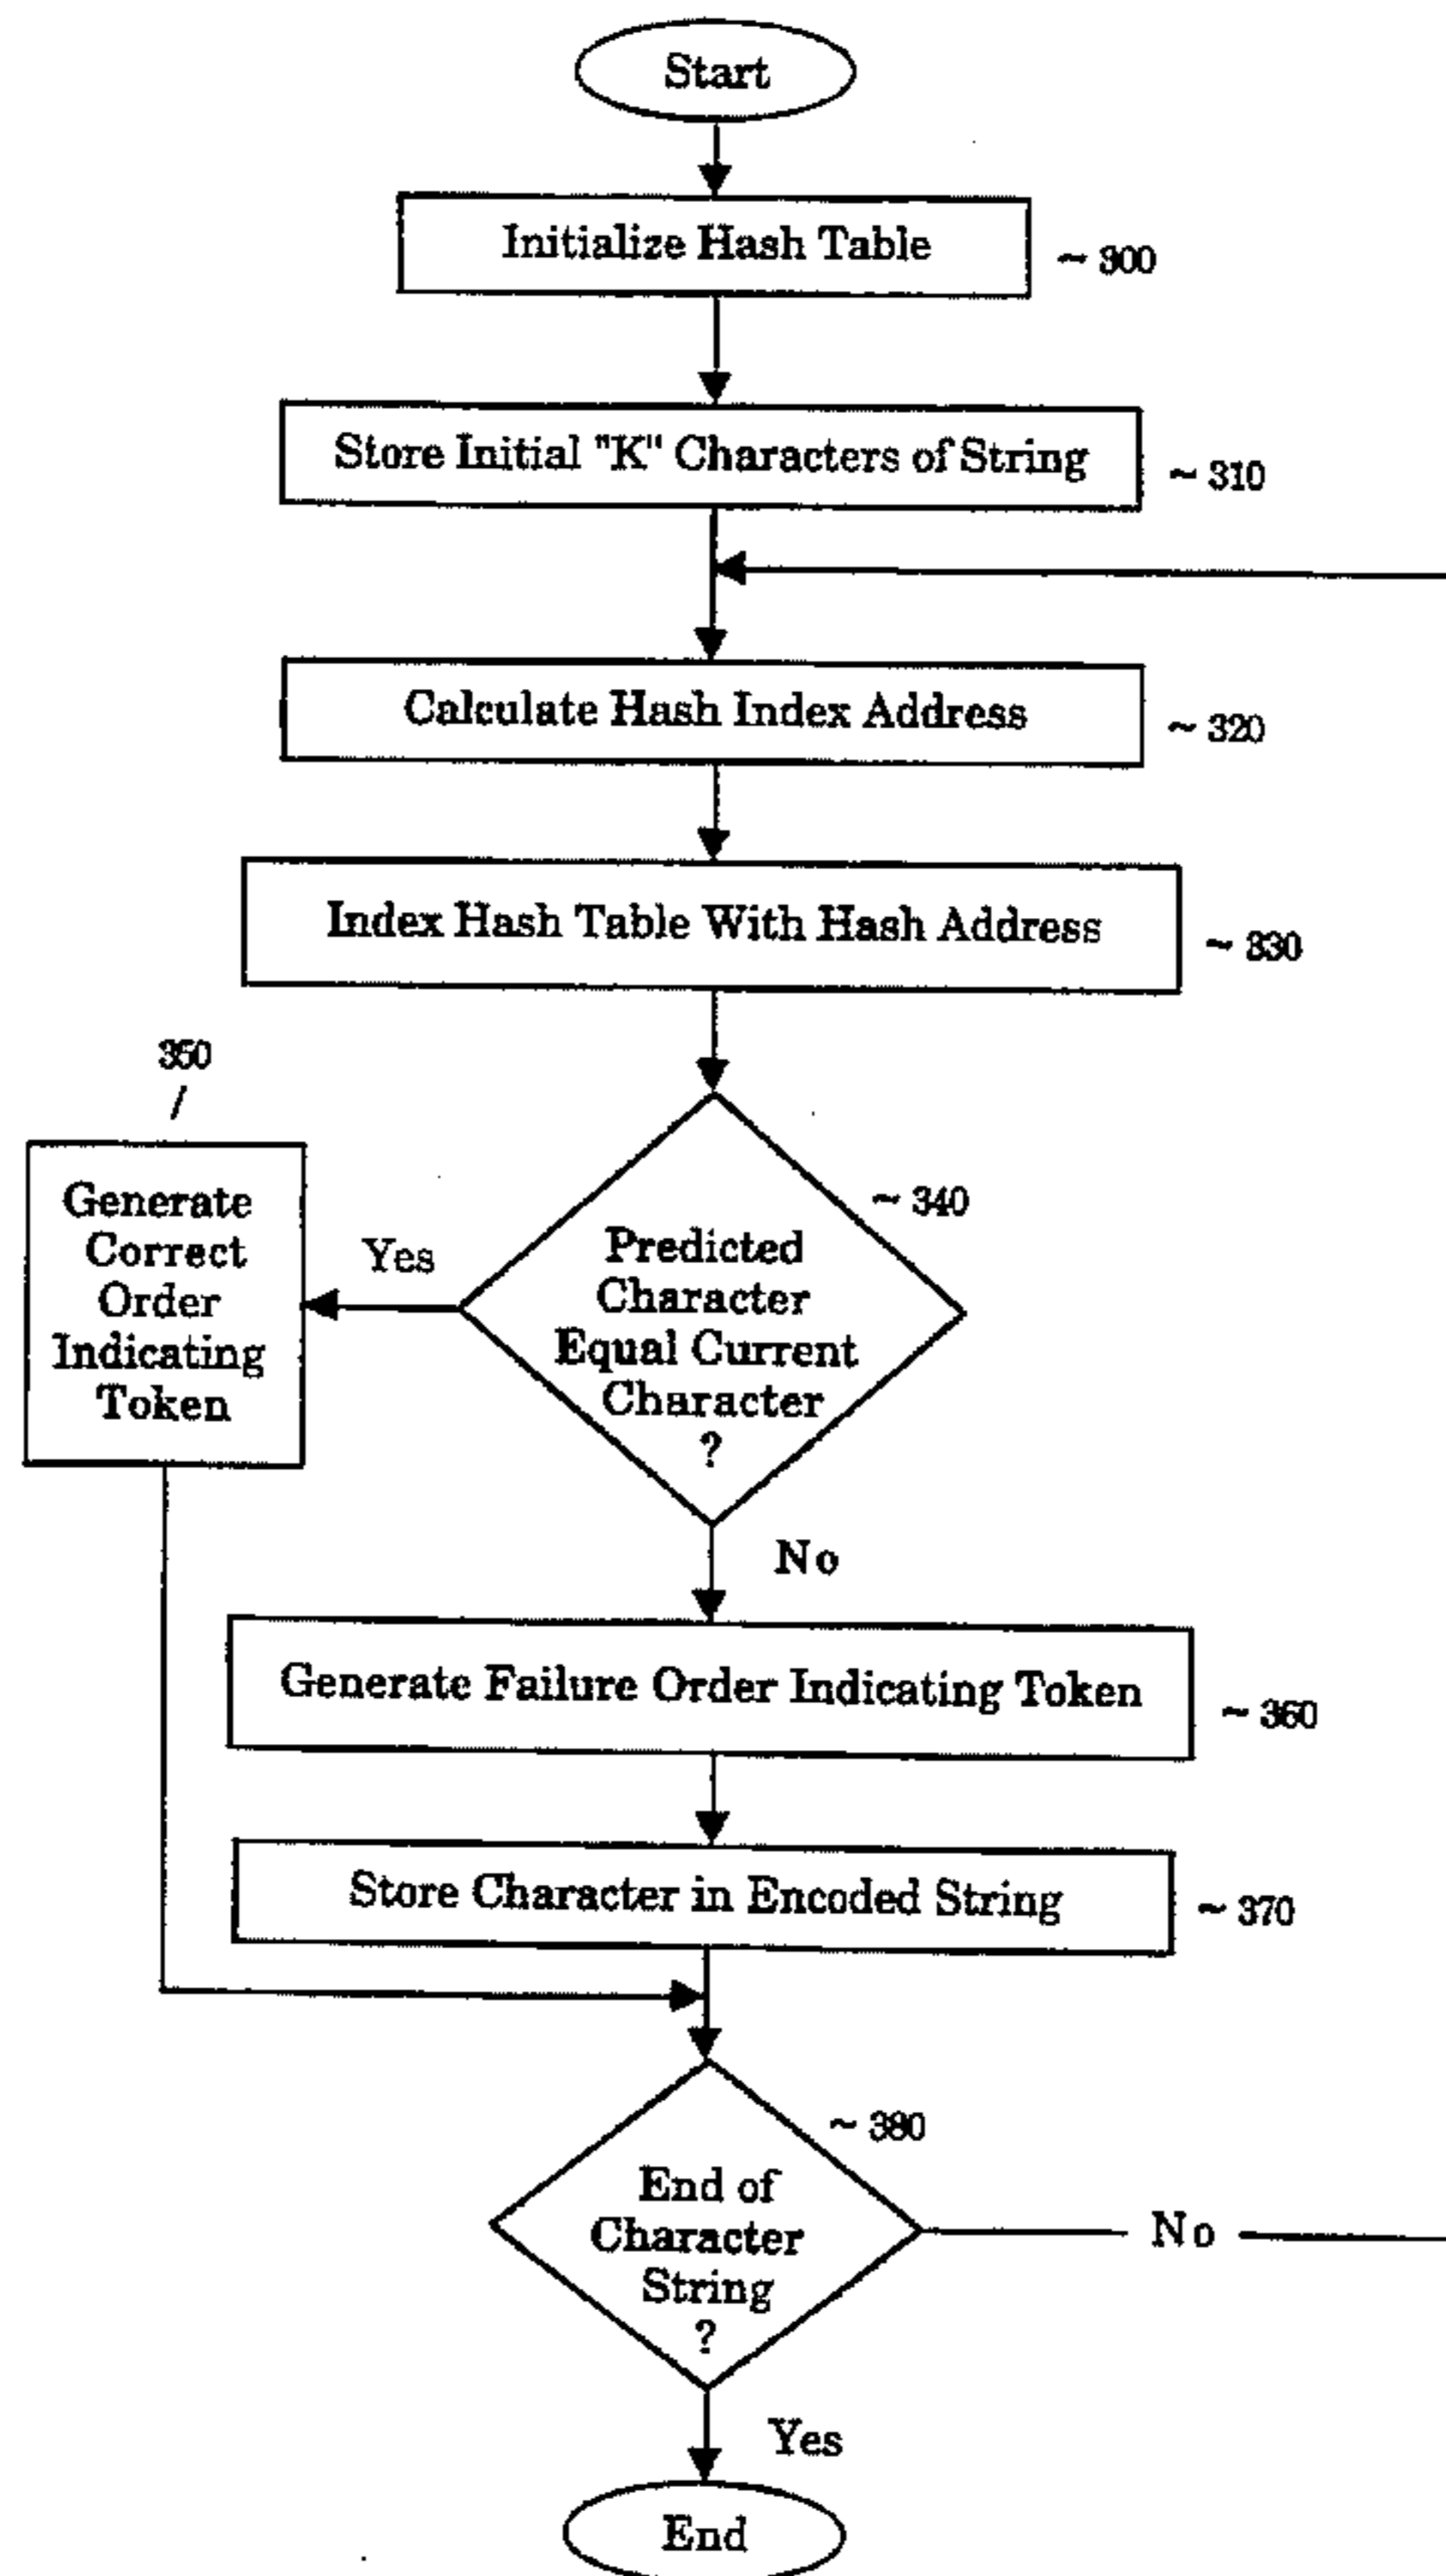 Start
Initialize Hash Table
~ 300
Store Initial "K" Characters of String
~ 310
Calculate Hash Index Address
~ 320
Index Hash Table With Hash Address
~ 330
350
/
Generate
Correct
Order
Indicating
Token
Yes
~ 340
Predicted
Character
Equal Current
Character
?
No
Generate Failure Order Indicating Token
~ 360
Store Character in Encoded String
~ 370
~ 380
End of
Character
String
?
No
Yes
End